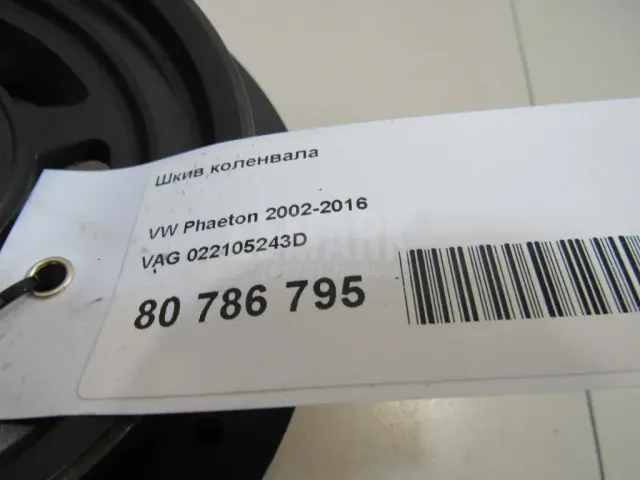 Шкив коленвала
VW Phaeton 2002-2016
VAG 022105243D
80 786 795